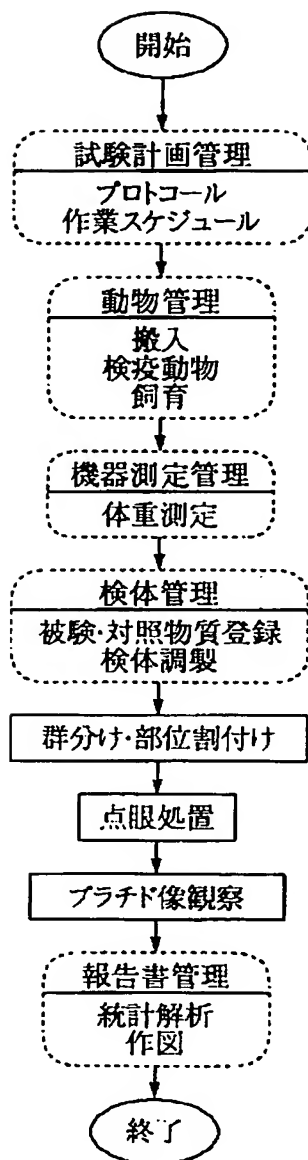 開始
試験計画管理
プロトコール
作業スケジュール
動物管理
搬入
検疫動物
飼育
機器測定管理
体重測定
検体管理
被験・対照物質登録
検体調製
群分け・部位割付け
点眼処置
プラチド像観察
報告書管理
統計解析
作図
終了